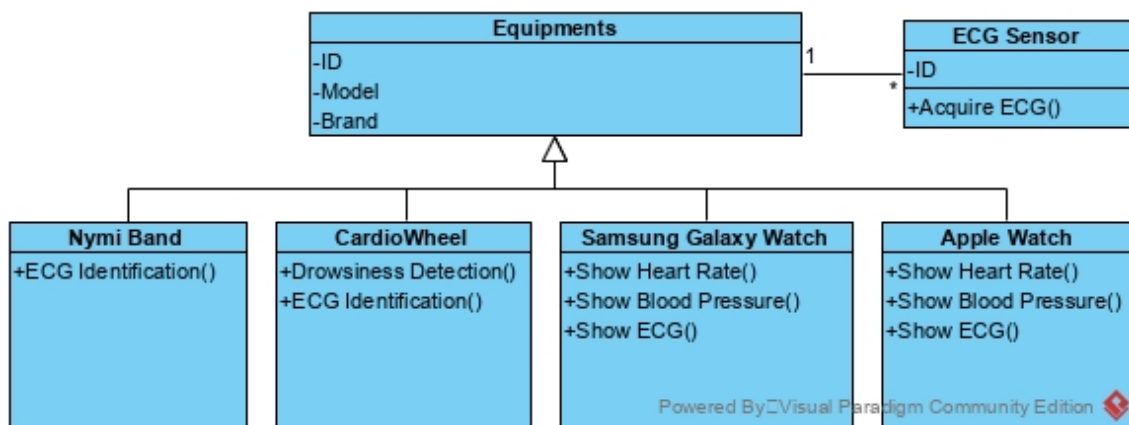 Equipments
-ID
-Model
-Brand
1
*
ECG Sensor
-ID
+Acquire ECG()
Nymi Band
+ECG Identification()
CardioWheel
+Drowsiness Detection()
+ECG Identification()
Samsung Galaxy Watch
+Show Heart Rate()
+Show Blood Pressure()
+Show ECG()
Apple Watch
+Show Heart Rate()
+Show Blood Pressure()
+Show ECG()
Powered By□Visual Paradigm Community Edition